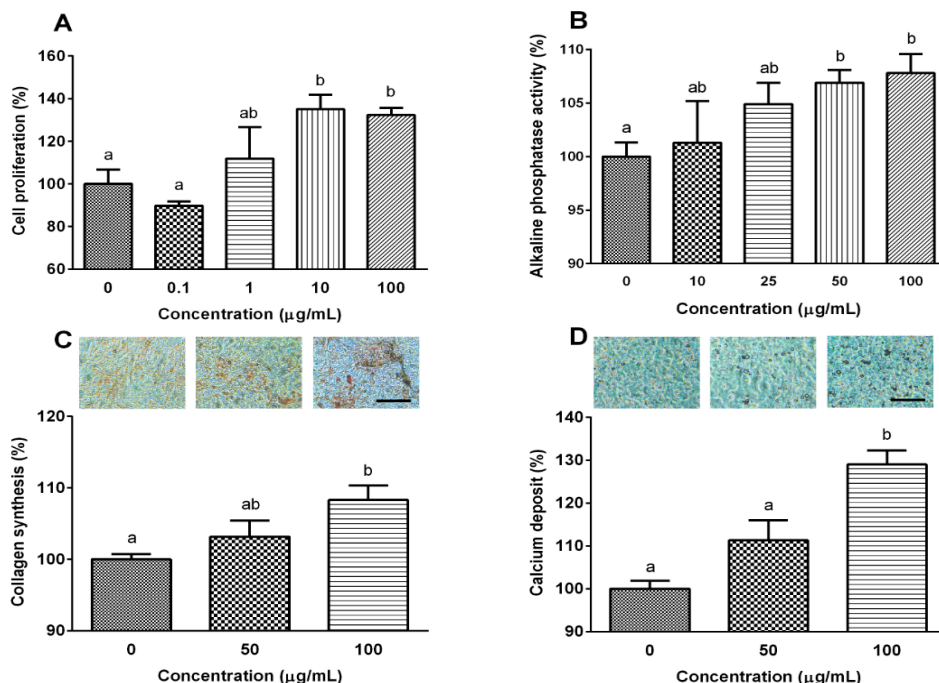 A
Cell proliferation (%)
160
140
120
100
80
60
a
a
ab
b
b
0 0.1 1 10 100
Concentration (µg/mL)
B
Alkaline phosphatase activity (%)
110
105
100
95
90
a
ab
ab
b
b
0 10 25 50 100
Concentration (µg/mL)
C
Collagen synthesis (%)
120
110
100
90
a
ab
b
0 50 100
Concentration (µg/mL)
D
Calcium deposit (%)
140
130
120
110
100
90
a
a
b
0 50 100
Concentration (µg/mL)